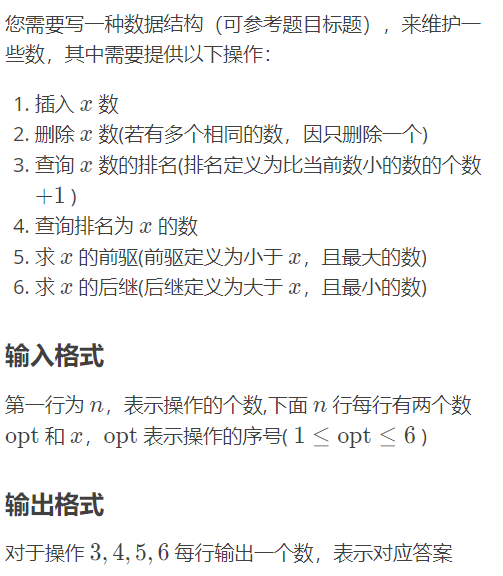 您需要写一种数据结构（可参考题目标题），来维护一
些数，其中需要提供以下操作：
1. 插入 x 数
2. 删除 x 数(若有多个相同的数，因只删除一个)
3. 查询 x 数的排名(排名定义为比当前数小的数的个数
+1 )
4. 查询排名为 x 的数
5. 求 x 的前驱(前驱定义为小于 x，且最大的数)
6. 求 x 的后继(后继定义为大于 x，且最小的数)
输入格式
第一行为 n，表示操作的个数,下面 n 行每行有两个数
opt 和 x，opt 表示操作的序号( 1 ≤ opt ≤ 6 )
输出格式
对于操作 3, 4, 5, 6 每行输出一个数，表示对应答案